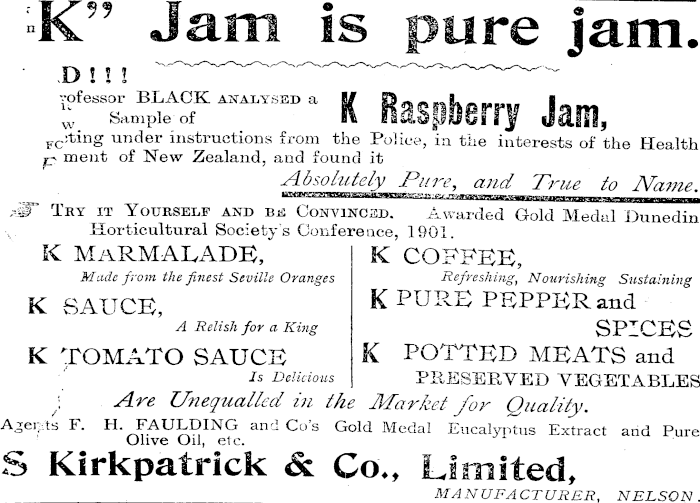 K” Jam is pure jam.
D!!!
rofessor BLACK ANALYSED a
Sample of
K Raspberry Jam,
ting under instructions from the Police, in the interests of the Health
ment of New Zealand, and found it
Absolutely Pure, and True to Name.
TRY IT YOURSELF AND BE CONVINCED. Awarded Gold Medal Dunedin
Horticultural Society's Conference, 1901.
K MARMALADE,
Made from the finest Seville Oranges
K SAUCE,
A Relish for a King
K TOMATO SAUCE
Is Delicious
K COFFEE,
Refreshing, Nourishing Sustaining
K PURE PEPPER and
SPICES
K POTTED MEATS and
PRESERVED VEGETABLES
Are Unequalled in the Market for Quality.
Agents F. H. FAULDING and Co's Gold Medal Eucalyptus Extract and Pure
Olive Oil, etc.
S Kirkpatrick & Co., Limited,
MANUFACTURER, NELSON.